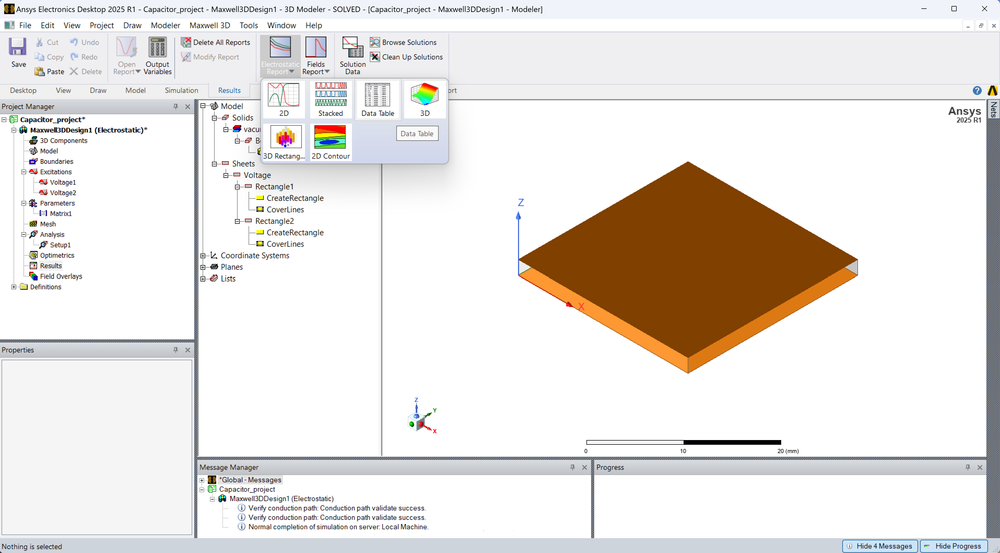 Ansys Electronics Desktop 2025 R1 - Capacitor_project - Maxwell3DDesign1 - 3D Modeler - SOLVED - [Capacitor_project - Maxwell3DDesign1 - Modeler]
File Edit View Project Draw Modeler Maxwell 3D Tools Window Help
Save
Cut
Copy
Paste
Undo
Redo
Delete
Open Report
Output Variables
Delete All Reports
Modify Report
Electrostatic Report
Fields Report
Solution Data
Browse Solutions
Clean Up Solutions
Desktop View Draw Model Simulation Results ort
2D
Stacked
Data Table
3D
3D Rectang...
2D Contour
Data Table
Project Manager
Capacitor_project*
Maxwell3DDesign1 (Electrostatic)*
3D Components
Model
Boundaries
Excitations
Voltage1
Voltage2
Parameters
Matrix1
Mesh
Analysis
Setup1
Optimetrics
Results
Field Overlays
Definitions
Properties
Model
Solids
vacuu
B
Sheets
Voltage
Rectangle1
CreateRectangle
CoverLines
Rectangle2
CreateRectangle
CoverLines
Coordinate Systems
Planes
Lists
Ansys
2025 R1
Nets
Z
X
Z
Y
X
0 10 20 (mm)
Message Manager
*Global - Messages
Capacitor_project
Maxwell3DDesign1 (Electrostatic)
Verify conduction path: Conduction path validate success.
Verify conduction path: Conduction path validate success.
Normal completion of simulation on server: Local Machine.
Progress
Nothing is selected
Hide 4 Messages
Hide Progress